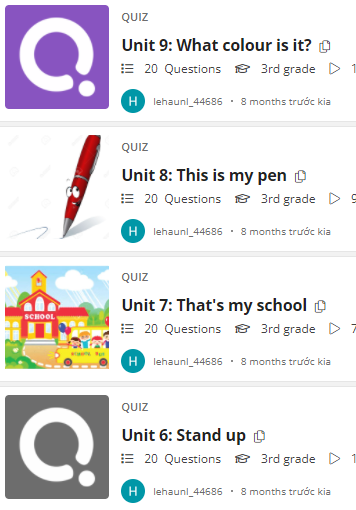 QUIZ
Unit 9: What colour is it?
20 Questions 3rd grade 1
H lehaunl_44686 • 8 months trước kia
QUIZ
Unit 8: This is my pen
20 Questions 3rd grade 9
H lehaunl_44686 • 8 months trước kia
QUIZ
Unit 7: That's my school
SCHOOL
20 Questions 3rd grade 7
H lehaunl_44686 • 8 months trước kia
QUIZ
Unit 6: Stand up
20 Questions 3rd grade 1
H lehaunl_44686 • 8 months trước kia